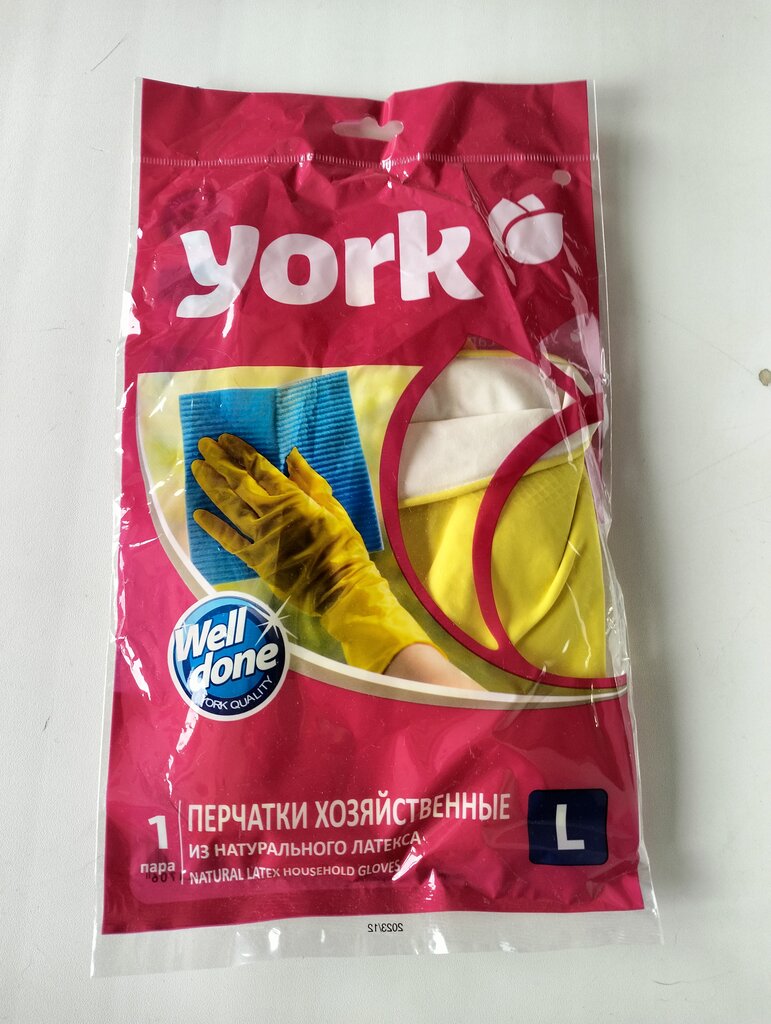 york
Well
done
YORK QUALITY
1
пара
ПЕРЧАТКИ ХОЗЯЙСТВЕННЫЕ
ИЗ НАТУРАЛЬНОГО ЛАТЕКСА
NATURAL LATEX HOUSEHOLD GLOVES
L
2023/12